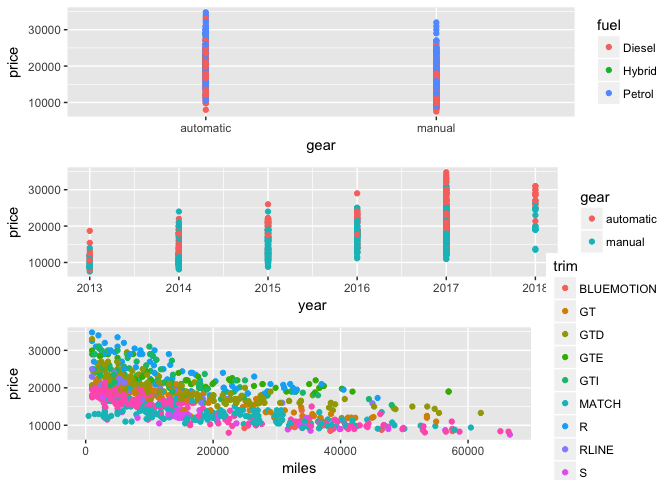 30000
20000
10000
price
automatic manual
gear
fuel
Diesel
Hybrid
Petrol
30000
20000
10000
price
2013 2014 2015 2016 2017 2018
year
gear
automatic
manual
30000
20000
10000
price
0 20000 40000 60000
miles
trim
BLUEMOTION
GT
GTD
GTE
GTI
MATCH
R
RLINE
S